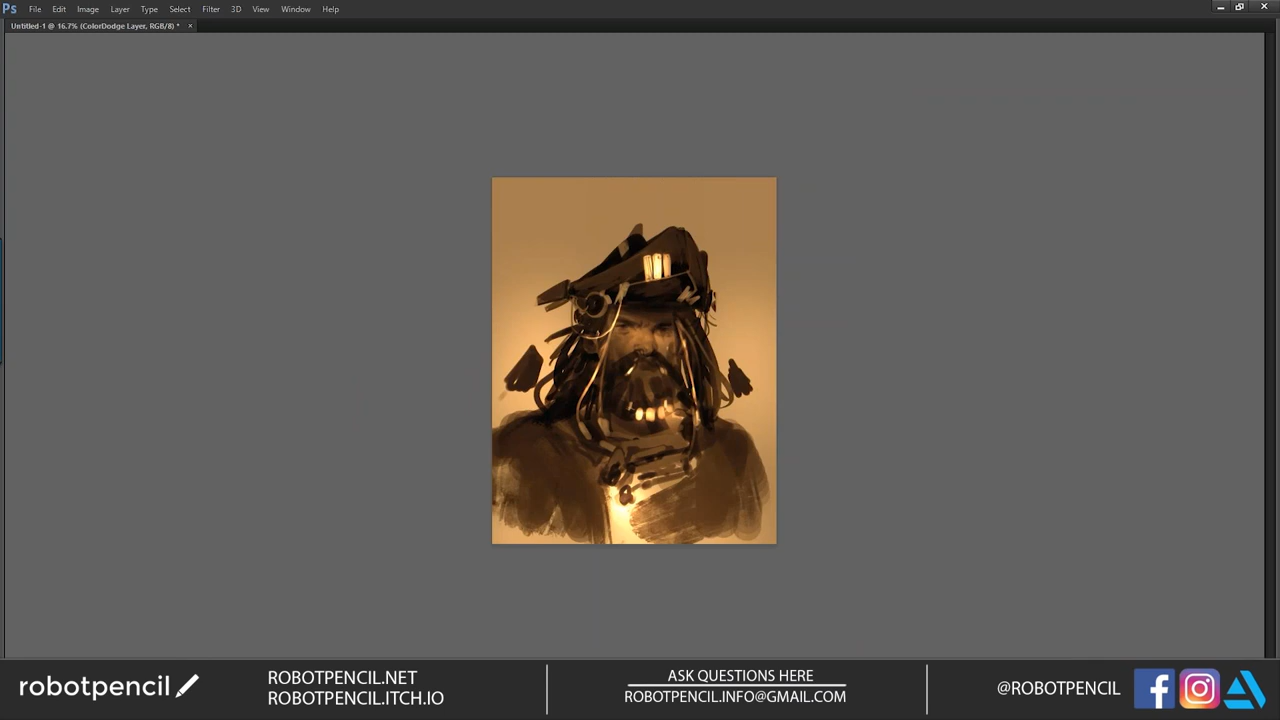 Ps File Edit Image Layer Type Select Filter 3D View Window Help
Untitled-1 @ 16.7% (ColorDodge Layer, RGB/8) *
robotpencil
ROBOTPENCIL.NET
ROBOTPENCIL.ITCH.IO
ASK QUESTIONS HERE
ROBOTPENCIL.INFO@GMAIL.COM
@ROBOTPENCIL